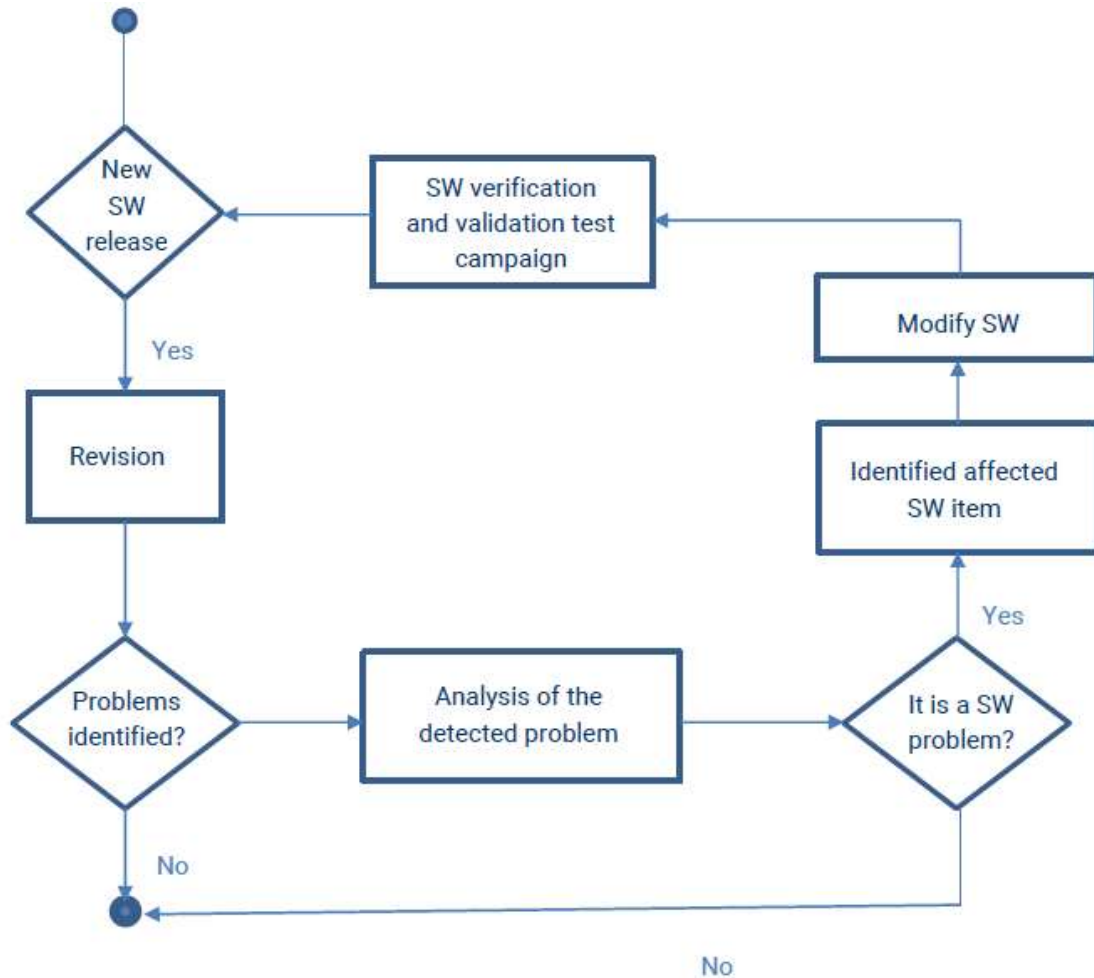 New
SW
release
SW verification
and validation test
campaign
Modify SW
Yes
Revision
Identified affected
SW item
Yes
Problems
identified?
Analysis of the
detected problem
It is a SW
problem?
No
No